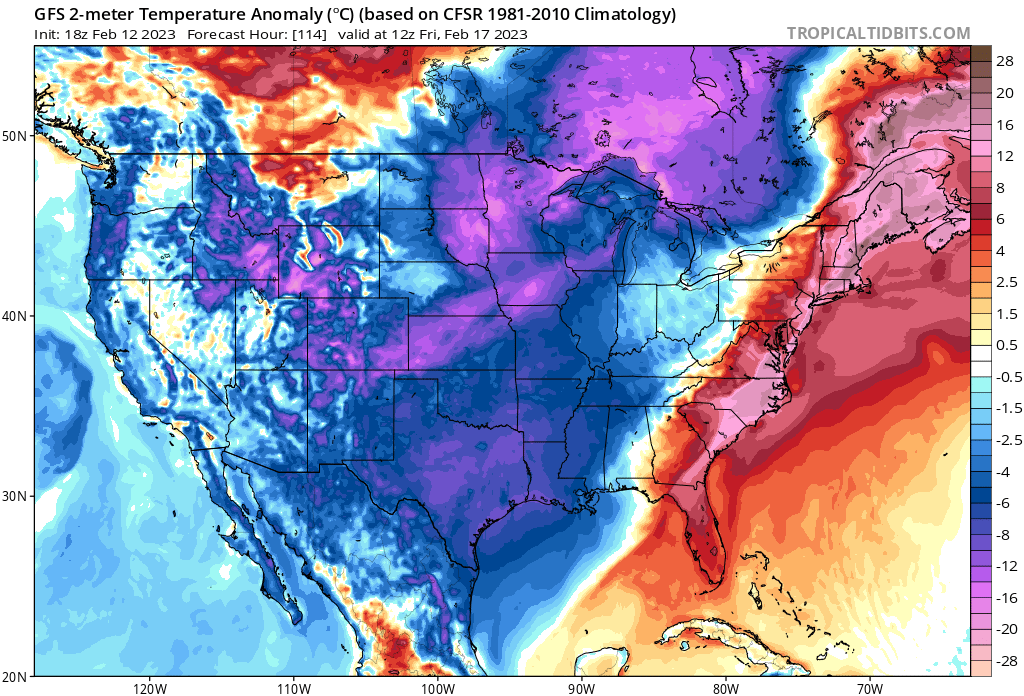 GFS 2-meter Temperature Anomaly (°C) (based on CFSR 1981-2010 Climatology)
Init: 18z Feb 12 2023 Forecast Hour: [114] valid at 12z Fri, Feb 17 2023
TROPICALTIDBITS.COM
50N
40N
30N
20N
120W
110W
100W
90W
80W
70W
28
20
16
12
8
6
4
2.5
1.5
0.5
-0.5
-1.5
-2.5
-4
-6
-8
-12
-16
-20
-28